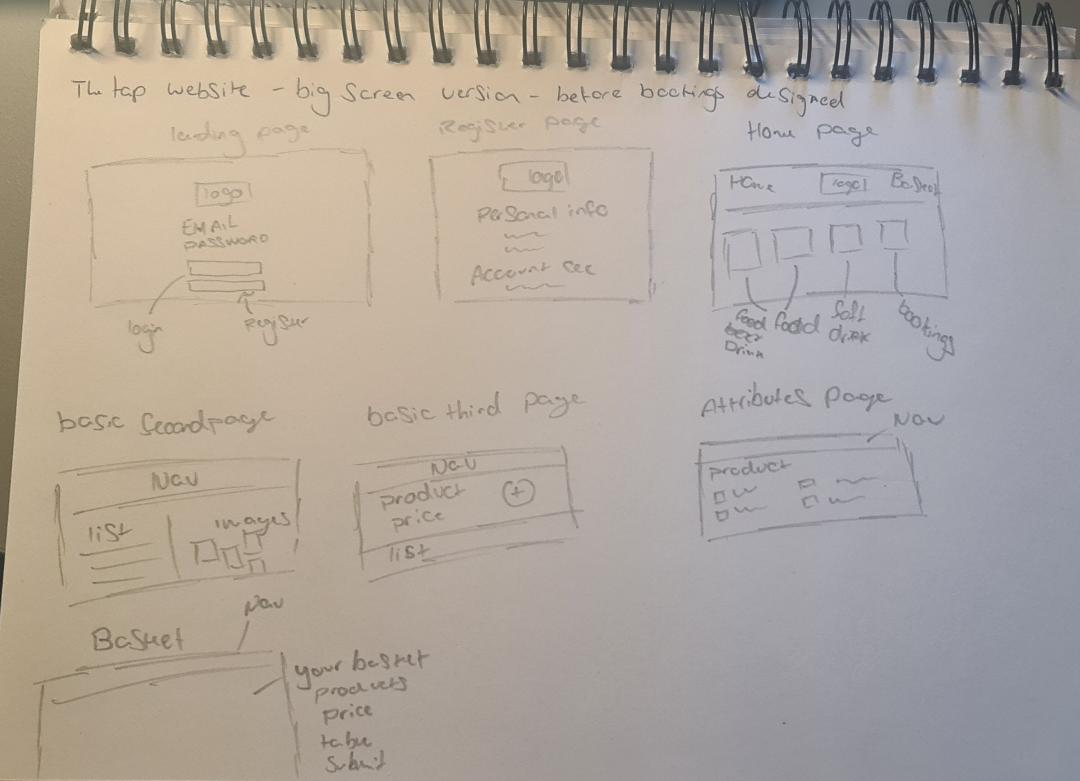 The tap website - big screen version - before bookings designed
landing page
logo
EMAIL
PASSWORD
login
Register
Register page
logo
Personal info
Account sec
Home page
Home
logo
Basket
food
beer
Drink
food
soft
drink
bookings
basic second page
Nav
list
images
basic third page
Nav
product
price
+
list
Attributes page
Nav
product
Basket
Nav
your basket
products
price
table
submit